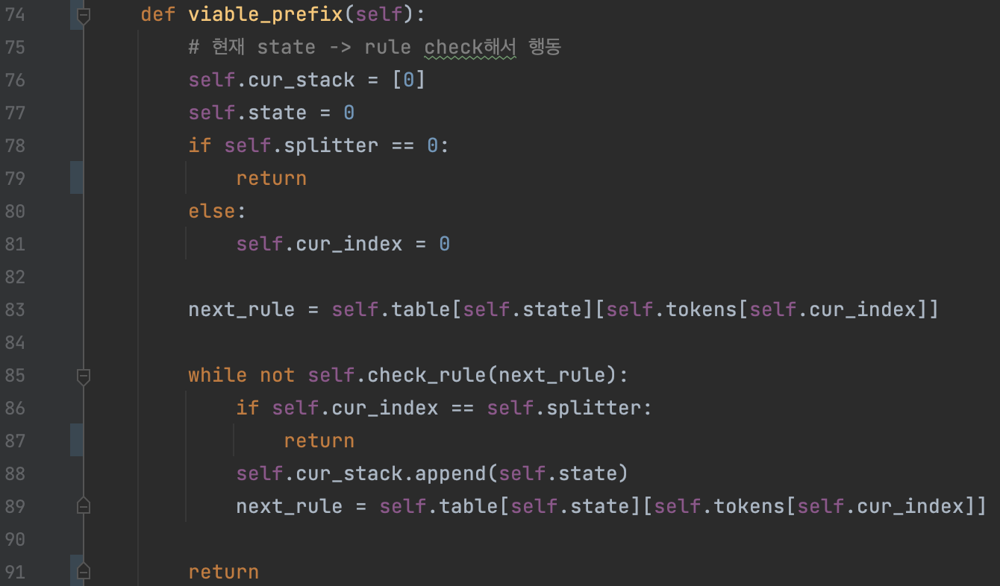 74 def viable_prefix(self):
75 # 현재 state -> rule check해서 행동
76 self.cur_stack = [0]
77 self.state = 0
78 if self.splitter == 0:
79 return
80 else:
81 self.cur_index = 0
82
83 next_rule = self.table[self.state][self.tokens[self.cur_index]]
84
85 while not self.check_rule(next_rule):
86 if self.cur_index == self.splitter:
87 return
88 self.cur_stack.append(self.state)
89 next_rule = self.table[self.state][self.tokens[self.cur_index]]
90
91 return